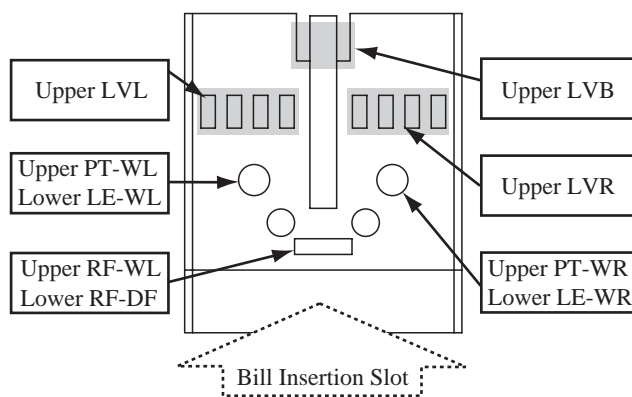 Upper LVL
Upper LVB
Upper PT-WL
Lower LE-WL
Upper LVR
Upper RF-WL
Lower RF-DF
Upper PT-WR
Lower LE-WR
Bill Insertion Slot